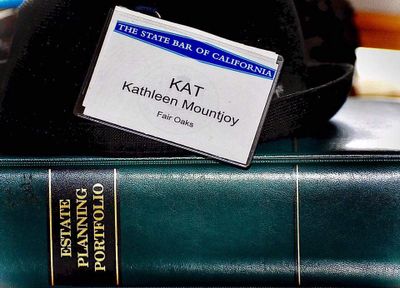 THE STATE BAR OF CALIFORNIA
KAT
Kathleen Mountjoy
Fair Oaks
ESTATE
PLANNING
PORTFOLIO